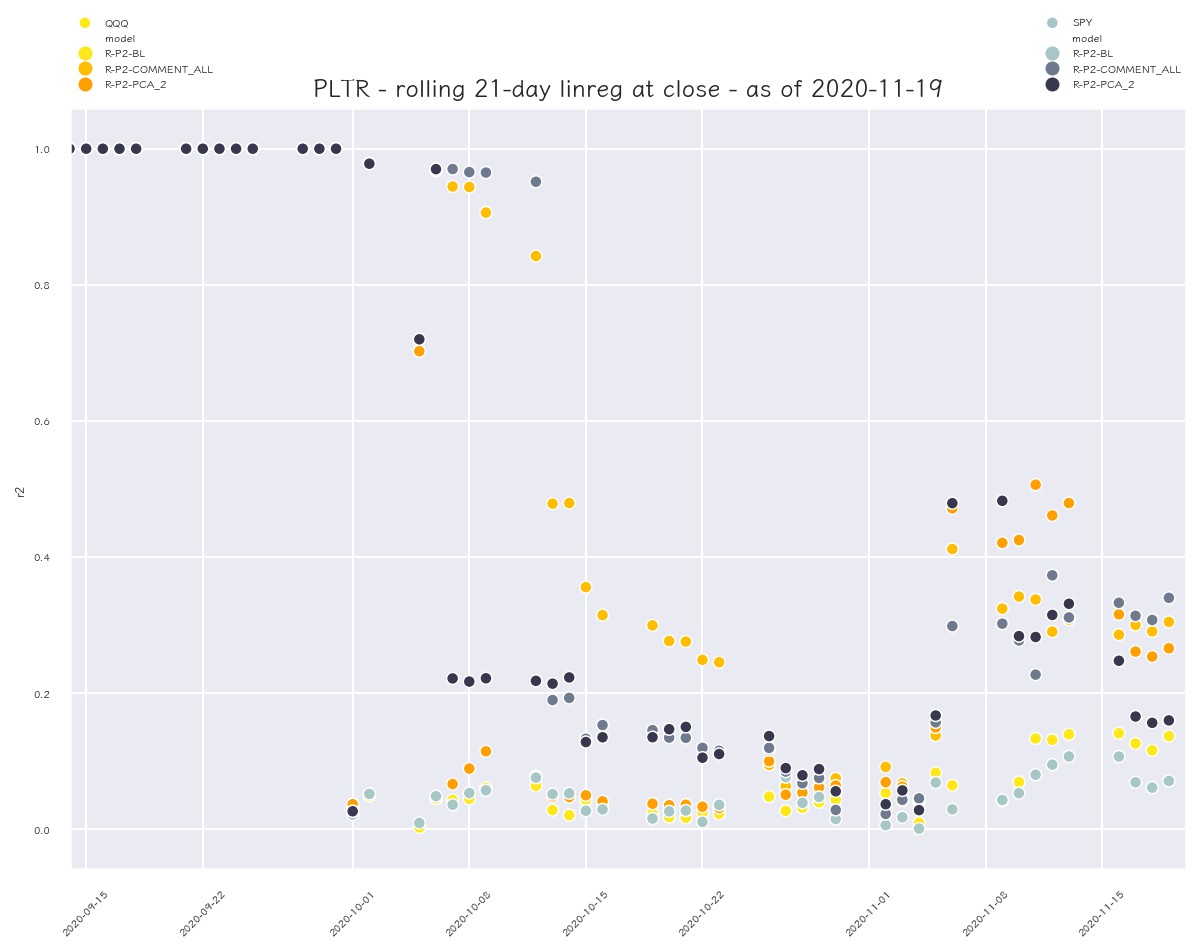 QQQ
model
R-P2-BL
R-P2-COMMENT_ALL
R-P2-PCA_2
SPY
model
R-P2-BL
R-P2-COMMENT_ALL
R-P2-PCA_2
PLTR - rolling 21-day linreg at close - as of 2020-11-19
1.0
0.8
0.6
0.4
0.2
0.0
r2
2020-09-15
2020-09-22
2020-10-01
2020-10-08
2020-10-15
2020-10-22
2020-11-01
2020-11-08
2020-11-15